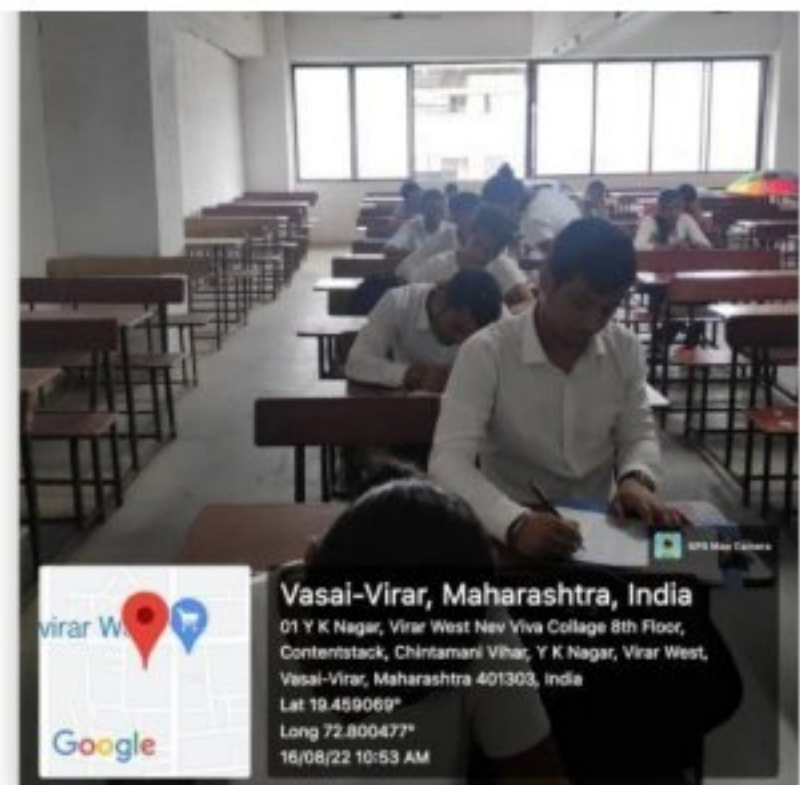 GPS Map Camera
virar W
Google
Vasai-Virar, Maharashtra, India
01 Y K Nagar, Virar West Nev Viva Collage 8th Floor,
Contentstack, Chintamani Vihar, Y K Nagar, Virar West,
Vasai-Virar, Maharashtra 401303, India
Lat 19.459069°
Long 72.800477°
16/08/22 10:53 AM